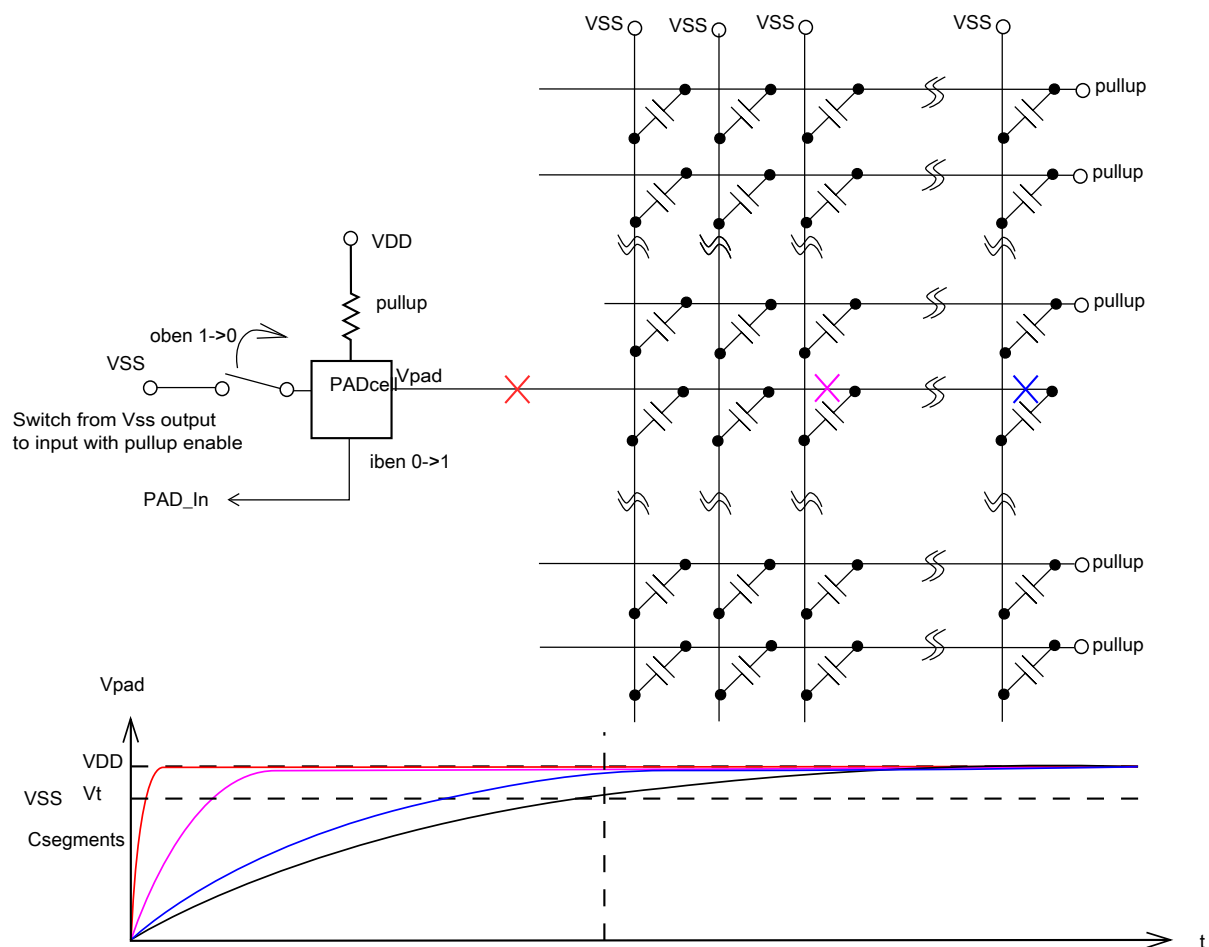 VSS
VSS
VSS
VSS
pullup
pullup
VDD
pullup
pullup
oben 1->0
VSS
PADcell
Vpad
Switch from Vss output
to input with pullup enable
iben 0->1
PAD_In
pullup
pullup
Vpad
VDD
VSS
Vt
Csegments
t